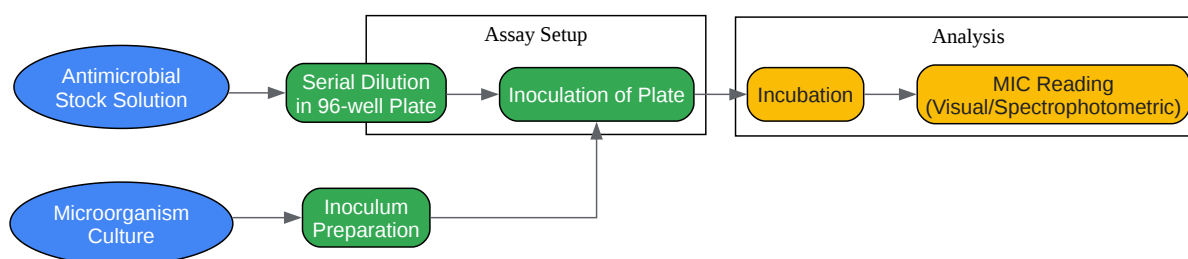 Assay Setup
Analysis
Antimicrobial
Stock Solution
Serial Dilution
in 96-well Plate
Inoculation of Plate
Incubation
MIC Reading
(Visual/Spectrophotometric)
Microorganism
Culture
Inoculum
Preparation